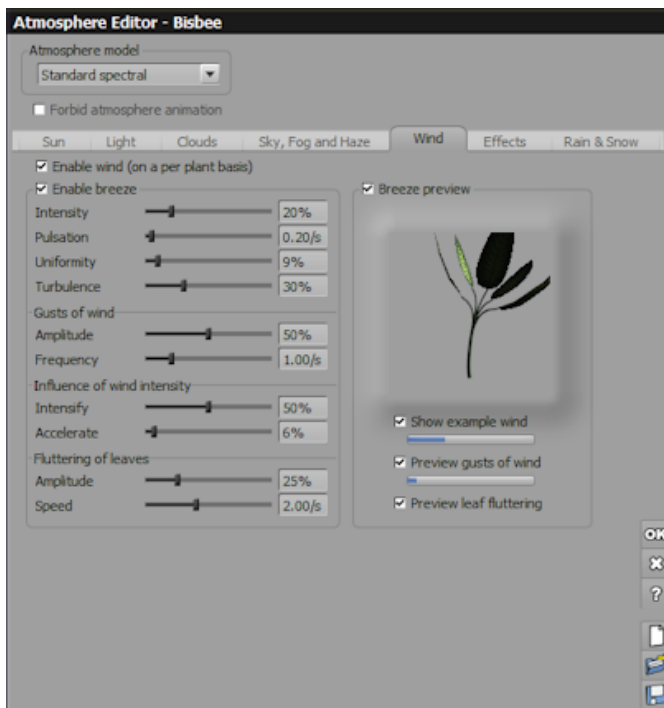 Atmosphere Editor - Bisbee
Atmosphere model
Standard spectral
Forbid atmosphere animation
Sun Light Clouds Sky, Fog and Haze Wind Effects Rain & Snow
Enable wind (on a per plant basis)
Enable breeze
Intensity 20%
Pulsation 0.20/s
Uniformity 9%
Turbulence 30%
Gusts of wind
Amplitude 50%
Frequency 1.00/s
Influence of wind intensity
Intensify 50%
Accelerate 6%
Fluttering of leaves
Amplitude 25%
Speed 2.00/s
Breeze preview
Show example wind
Preview gusts of wind
Preview leaf fluttering
OK
?